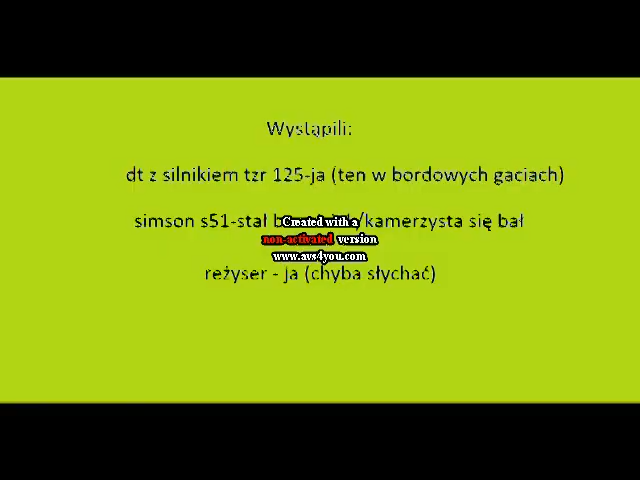 Wystąpili:
dt z silnikiem tzr 125-ja (ten w bordowych gaciach)
simson s51-stał /kamerzysta się bał
Created with a
non-activated version
www.avs4you.com
reżyser - ja (chyba słychać)